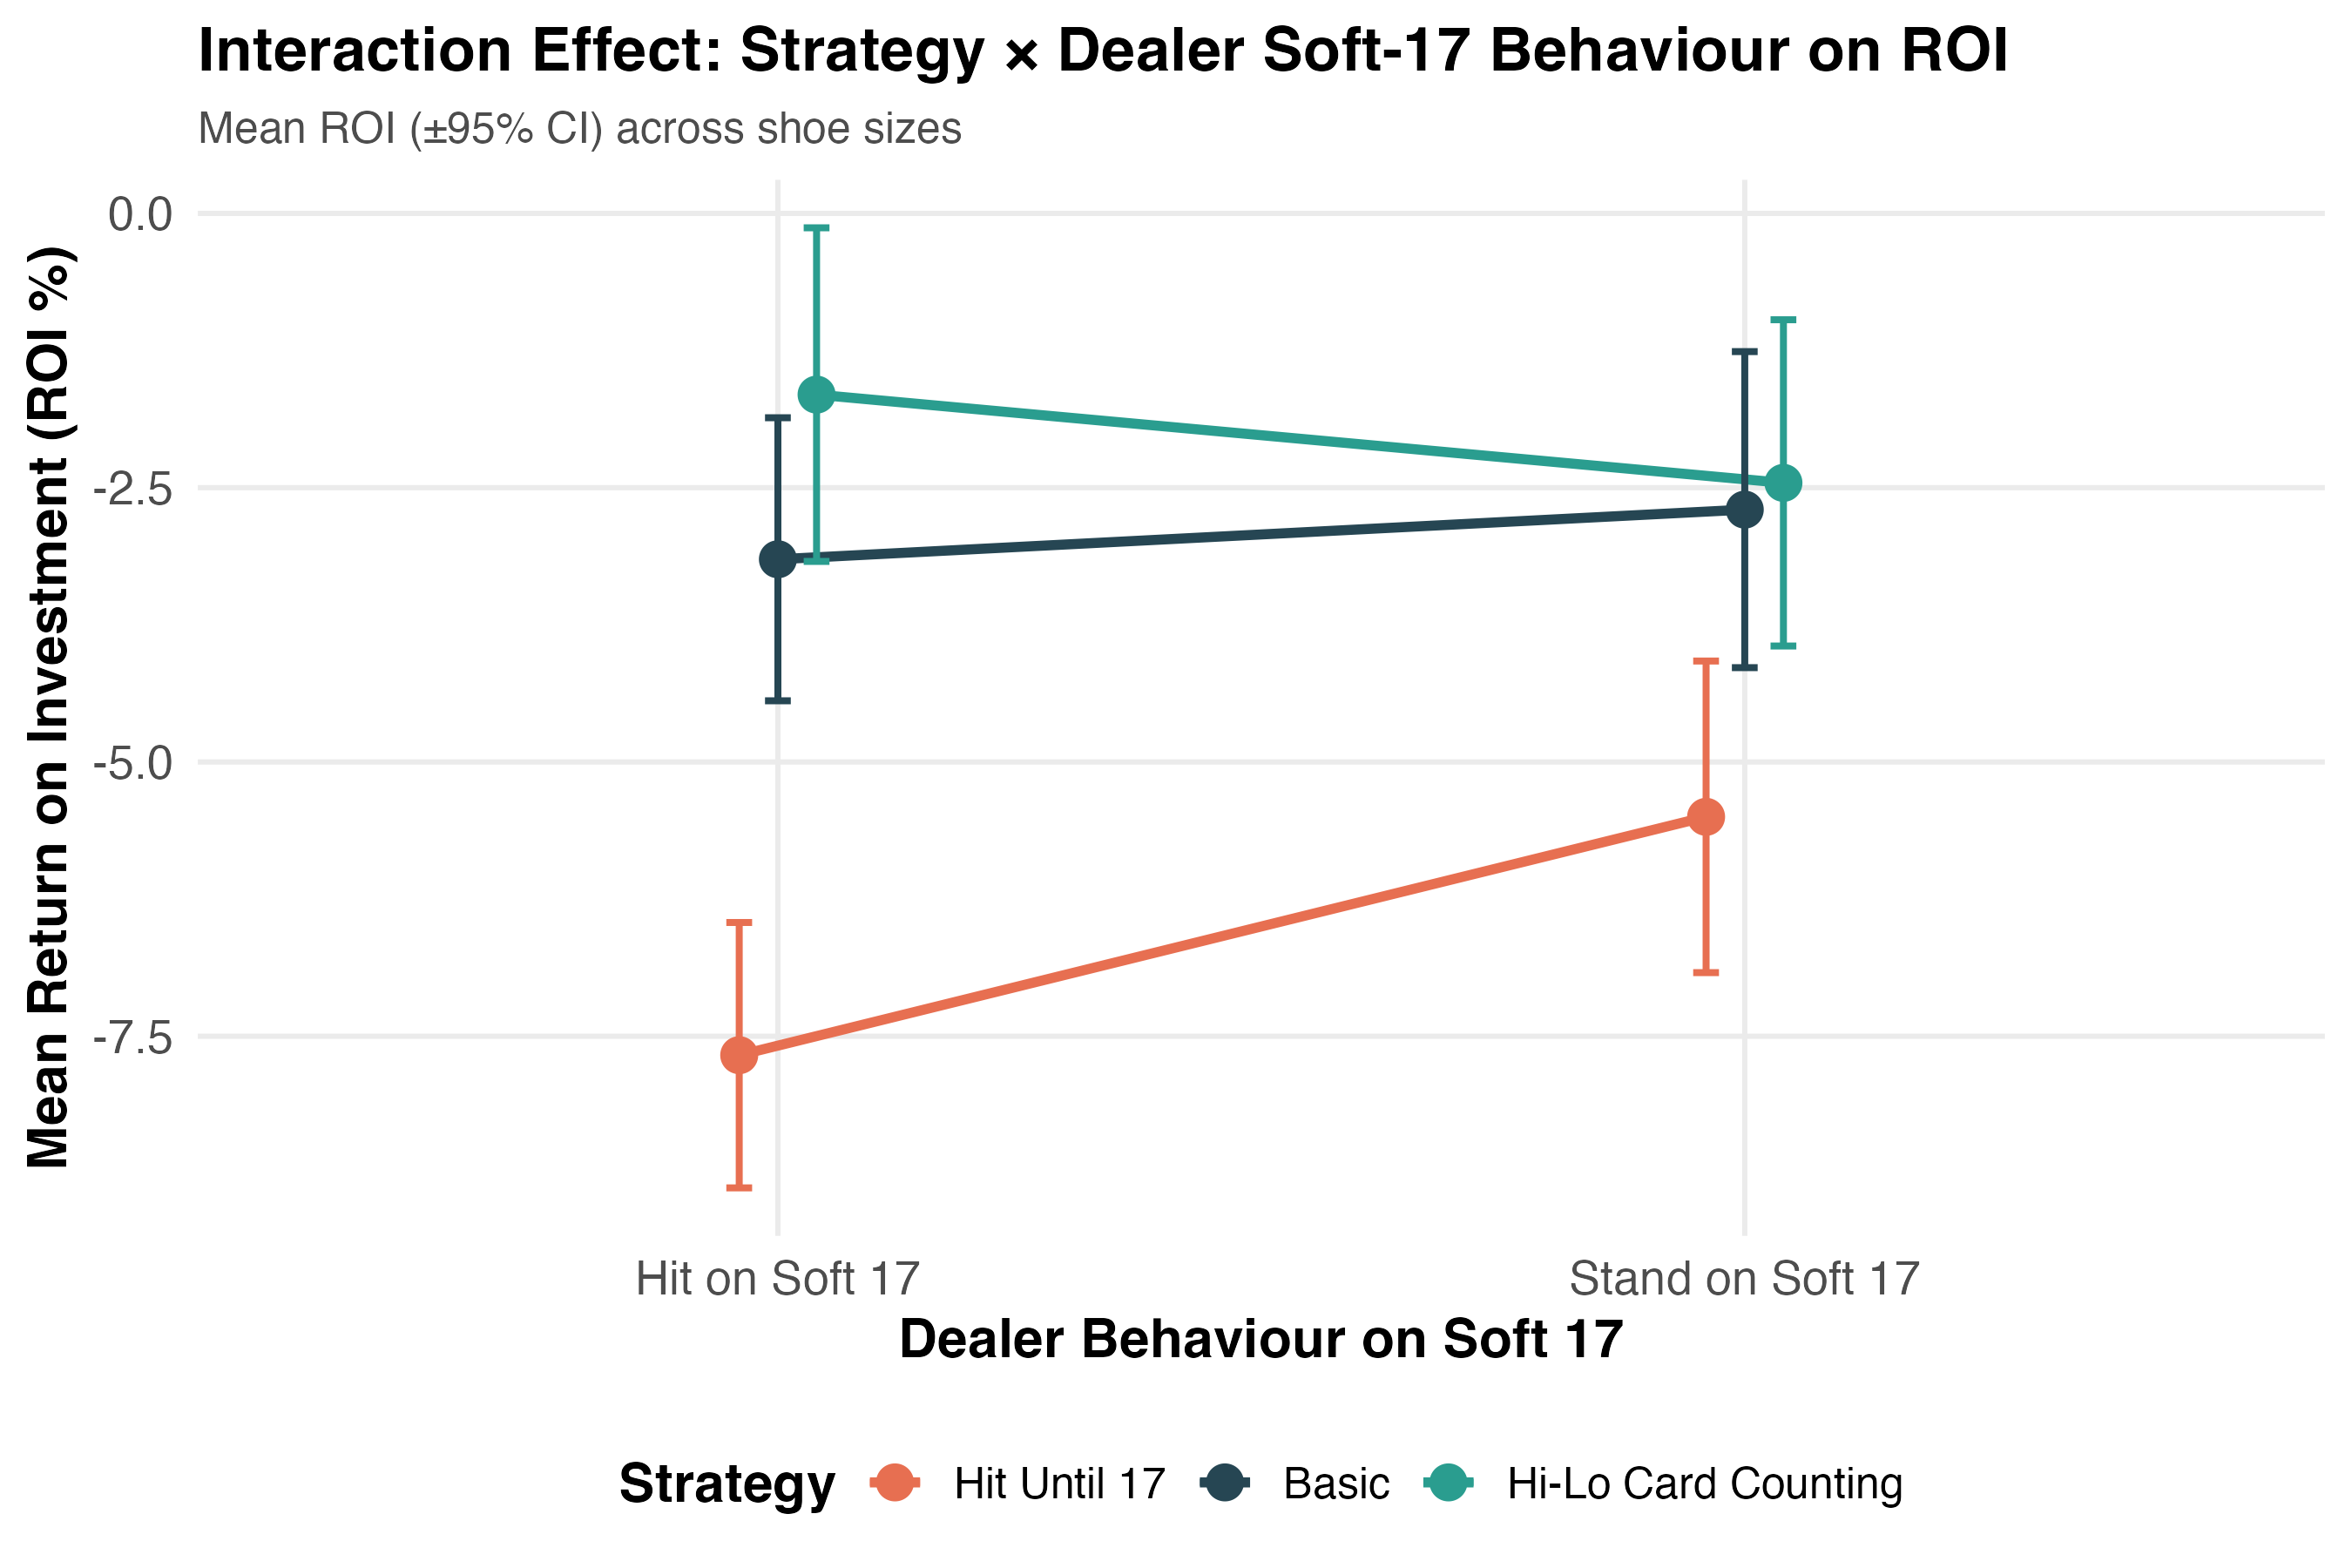 Interaction Effect: Strategy × Dealer Soft-17 Behaviour on ROI
Mean ROI (±95% CI) across shoe sizes
Mean Return on Investment (ROI %)
0.0
-2.5
-5.0
-7.5
Hit on Soft 17
Stand on Soft 17
Dealer Behaviour on Soft 17
Strategy Hit Until 17 Basic Hi-Lo Card Counting